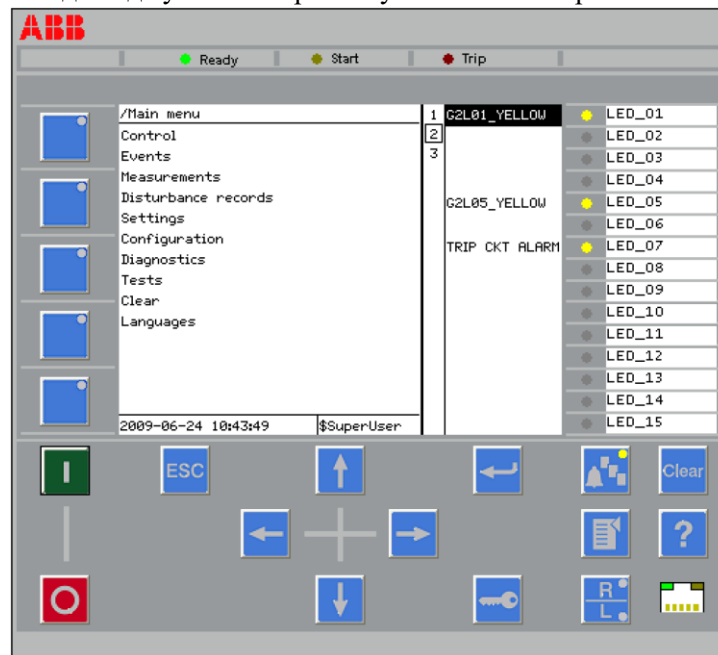 ABB
Ready
Start
Trip
/Main menu
Control
Events
Measurements
Disturbance records
Settings
Configuration
Diagnostics
Tests
Clear
Languages
2009-06-24 10:43:49
$SuperUser
1
2
3
G2L01_YELLOW
G2L05_YELLOW
TRIP CKT ALARM
LED_01
LED_02
LED_03
LED_04
LED_05
LED_06
LED_07
LED_08
LED_09
LED_10
LED_11
LED_12
LED_13
LED_14
LED_15
I
ESC
Clear
?
O
R
L